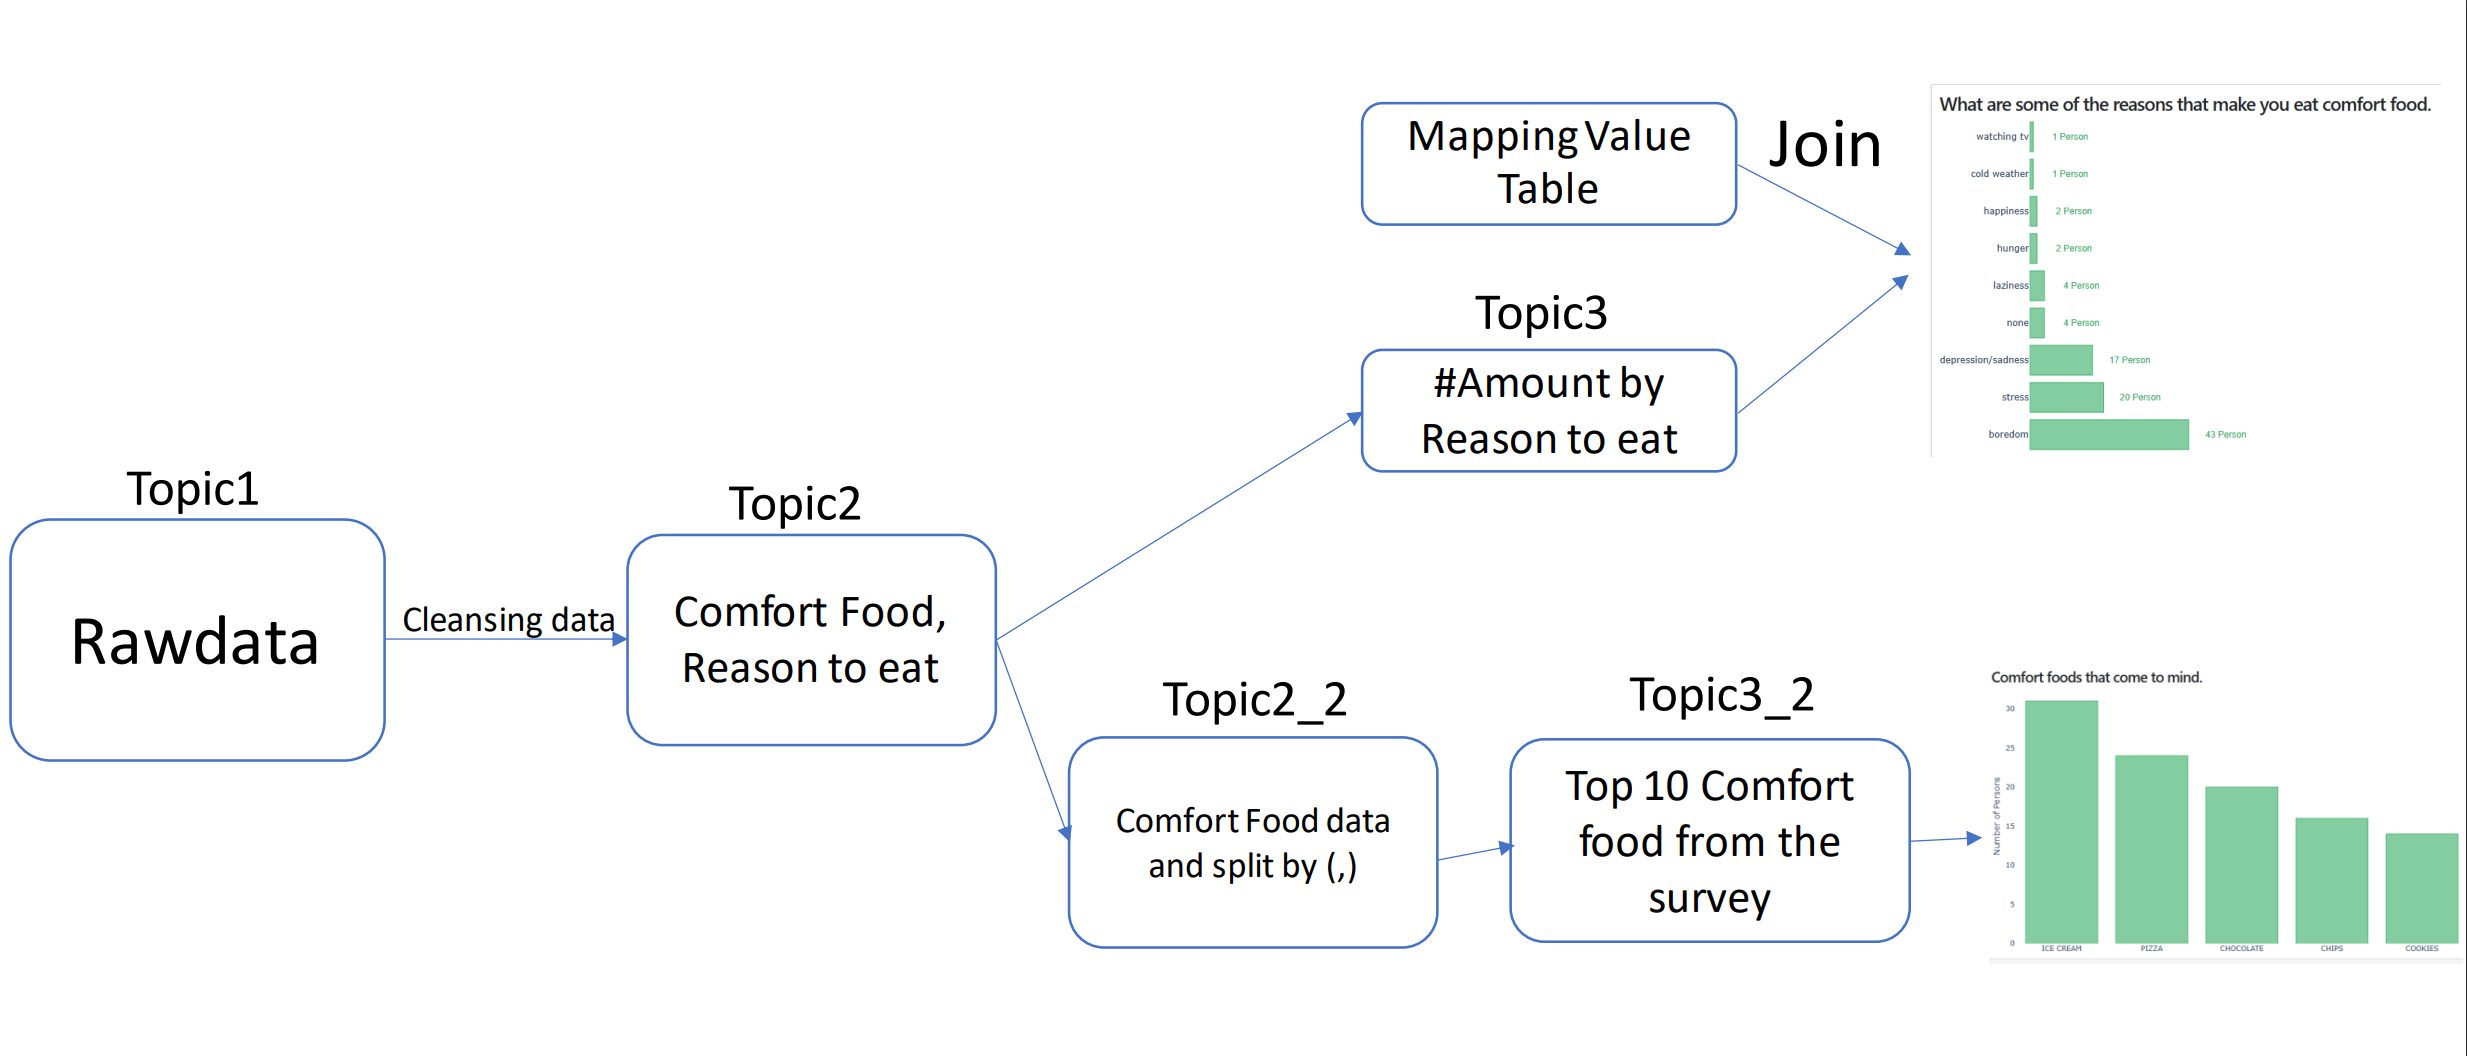 Topic1
Rawdata
Cleansing data
Topic2
Comfort Food,
Reason to eat
Mapping Value
Table
Join
Topic3
#Amount by
Reason to eat
Topic2_2
Comfort Food data
and split by (,)
Topic3_2
Top 10 Comfort
food from the
survey
What are some of the reasons that make you eat comfort food.
watching tv 1 Person
cold weather 1 Person
happiness 2 Person
hunger 2 Person
laziness 4 Person
none 4 Person
depression/sadness 17 Person
stress 20 Person
boredom 43 Person
Comfort foods that come to mind.
Number of Persons
30
25
20
15
10
5
0
ICE CREAM PIZZA CHOCOLATE CHIPS COOKIES